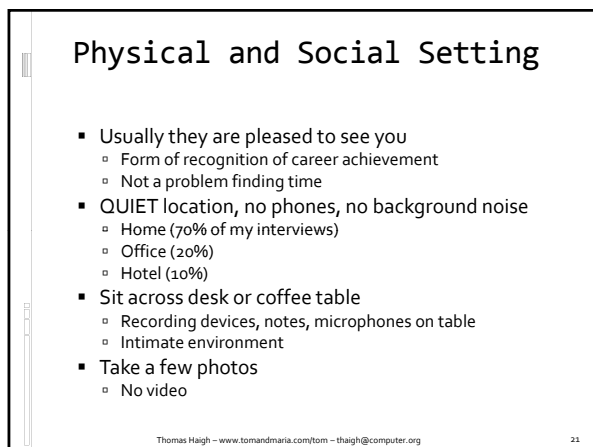 Physical and Social Setting
▪ Usually they are pleased to see you
▫ Form of recognition of career achievement
▫ Not a problem finding time
▪ QUIET location, no phones, no background noise
▫ Home (70% of my interviews)
▫ Office (20%)
▫ Hotel (10%)
▪ Sit across desk or coffee table
▫ Recording devices, notes, microphones on table
▫ Intimate environment
▪ Take a few photos
▫ No video
Thomas Haigh – www.tomandmaria.com/tom – thaigh@computer.org 21